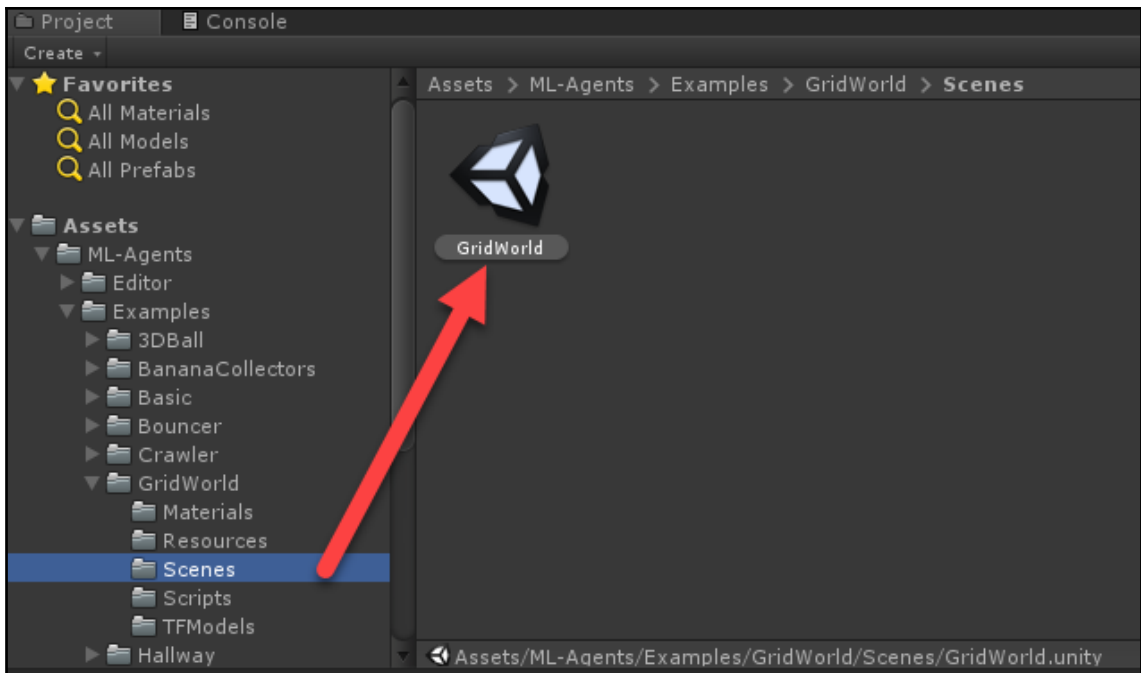 Project
Console
Create
Favorites
All Materials
All Models
All Prefabs
Assets
ML-Agents
Editor
Examples
3DBall
BananaCollectors
Basic
Bouncer
Crawler
GridWorld
Materials
Resources
Scenes
Scripts
TFModels
Hallway
Assets > ML-Agents > Examples > GridWorld > Scenes
GridWorld
Assets/ML-Agents/Examples/GridWorld/Scenes/GridWorld.unity